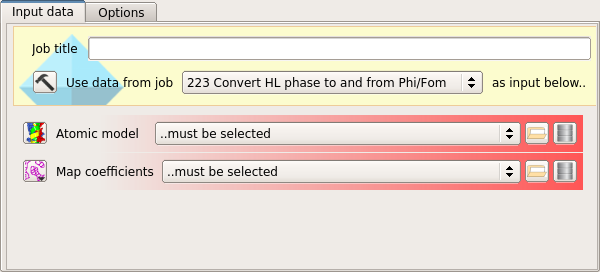 Input data
Options
Job title
Use data from job 223 Convert HL phase to and from Phi/Fom as input below..
Atomic model ..must be selected
Map coefficients ..must be selected